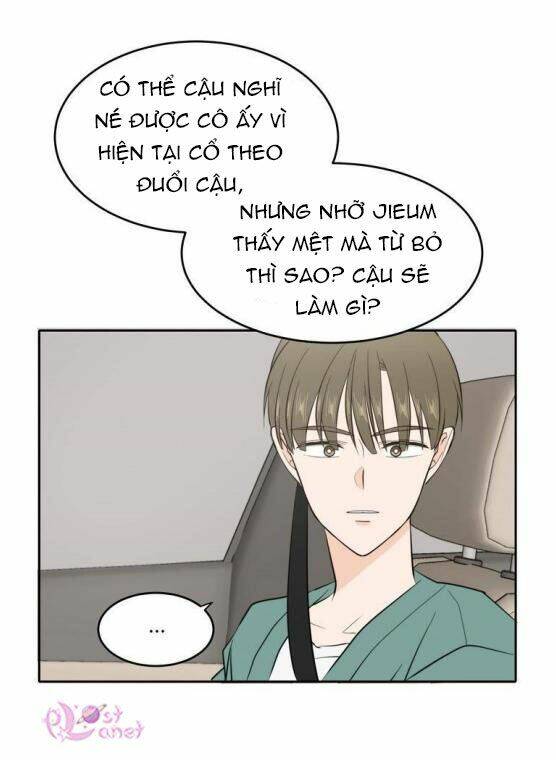 CÓ THỂ CẬU NGHĨ
NÉ ĐƯỢC CÔ ẤY VÌ
HIỆN TẠI CỔ THEO
ĐUỔI CẬU,
NHƯNG NHỠ JIEUM
THẤY MỆT MÀ TỪ BỎ
THÌ SAO? CẬU SẼ
LÀM GÌ?
...
Lost
Planet